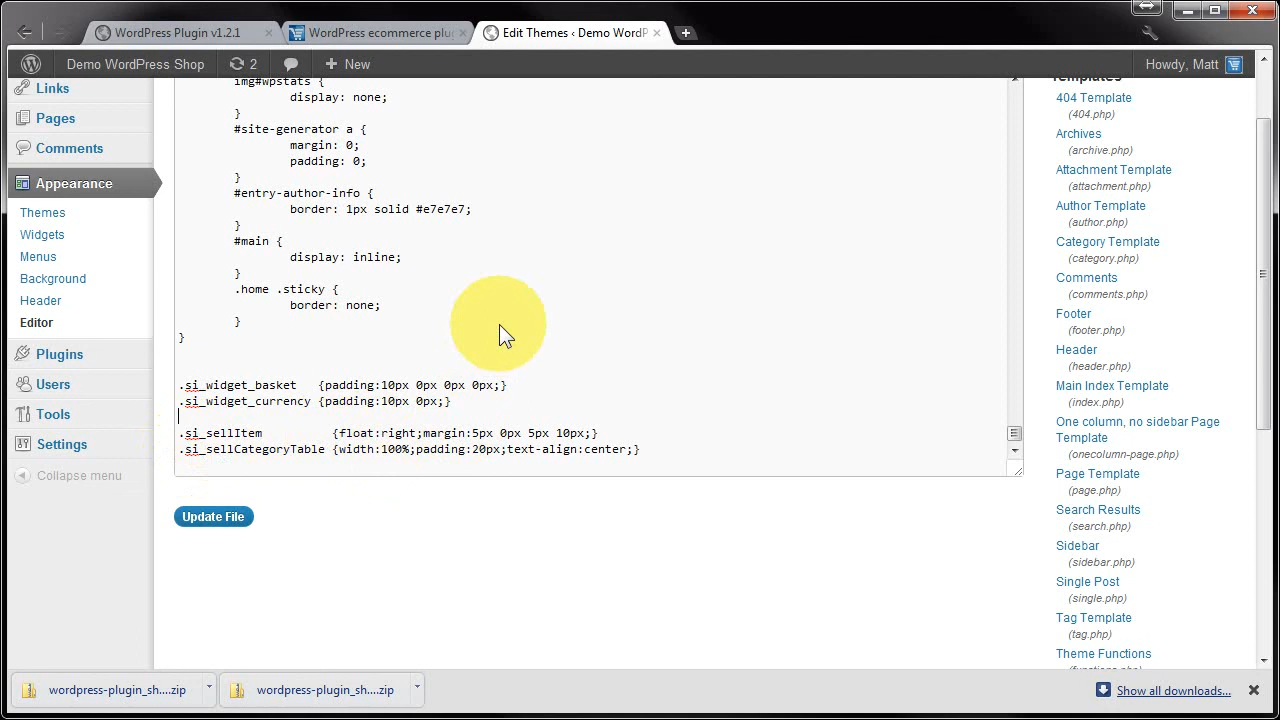 WordPress Plugin v1.2.1
WordPress ecommerce plug
Edit Themes ‹ Demo WordP
Demo WordPress Shop
2
New
Howdy, Matt
Links
Pages
Comments
Appearance
Themes
Widgets
Menus
Background
Header
Editor
Plugins
Users
Tools
Settings
Collapse menu
img#wpstats {
display: none;
}
#site-generator a {
margin: 0;
padding: 0;
}
#entry-author-info {
border: 1px solid #e7e7e7;
}
#main {
display: inline;
}
.home .sticky {
border: none;
}
}
.si_widget_basket {padding:10px 0px 0px 0px;}
.si_widget_currency {padding:10px 0px;}
.si_sellItem {float:right;margin:5px 0px 5px 10px;}
.si_sellCategoryTable {width:100%;padding:20px;text-align:center;}
Update File
Templates
404 Template
(404.php)
Archives
(archive.php)
Attachment Template
(attachment.php)
Author Template
(author.php)
Category Template
(category.php)
Comments
(comments.php)
Footer
(footer.php)
Header
(header.php)
Main Index Template
(index.php)
One column, no sidebar Page
Template
(onecolumn-page.php)
Page Template
(page.php)
Search Results
(search.php)
Sidebar
(sidebar.php)
Single Post
(single.php)
Tag Template
(tag.php)
Theme Functions
(functions.php)
wordpress-plugin_sh....zip
wordpress-plugin_sh....zip
Show all downloads...